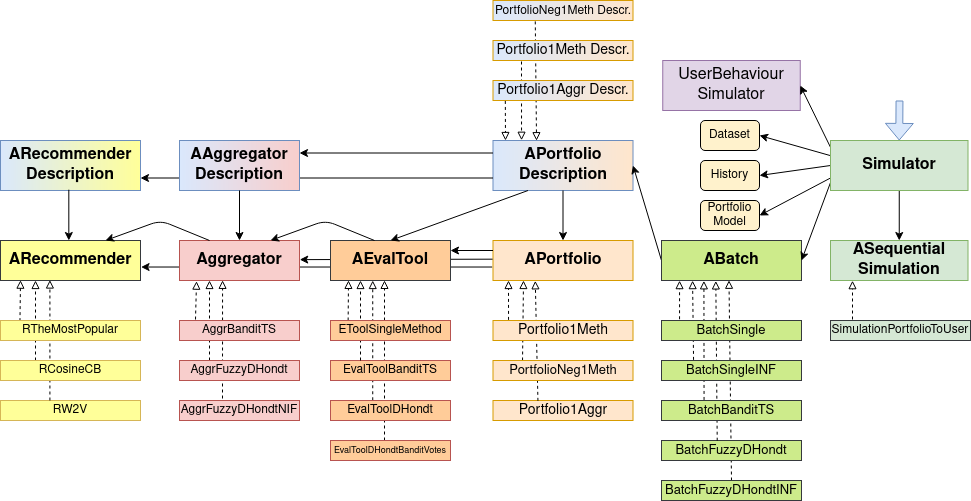 PortfolioNeg1Meth Descr.
Portfolio1Meth Descr.
Portfolio1Aggr Descr.
UserBehaviour
Simulator
Dataset
History
Portfolio
Model
Simulator
ARecommender
Description
AAggregator
Description
APortfolio
Description
ARecommender
Aggregator
AEvalTool
APortfolio
ABatch
ASequential
Simulation
RTheMostPopular
RCosineCB
RW2V
AggrBanditTS
AggrFuzzyDHondt
AggrFuzzyDHondtNIF
EToolSingleMethod
EvalToolBanditTS
EvalToolDHondt
EvalToolDHondtBanditVotes
Portfolio1Meth
PortfolioNeg1Meth
Portfolio1Aggr
BatchSingle
BatchSingleINF
BatchBanditTS
BatchFuzzyDHondt
BatchFuzzyDHondtINF
SimulationPortfolioToUser